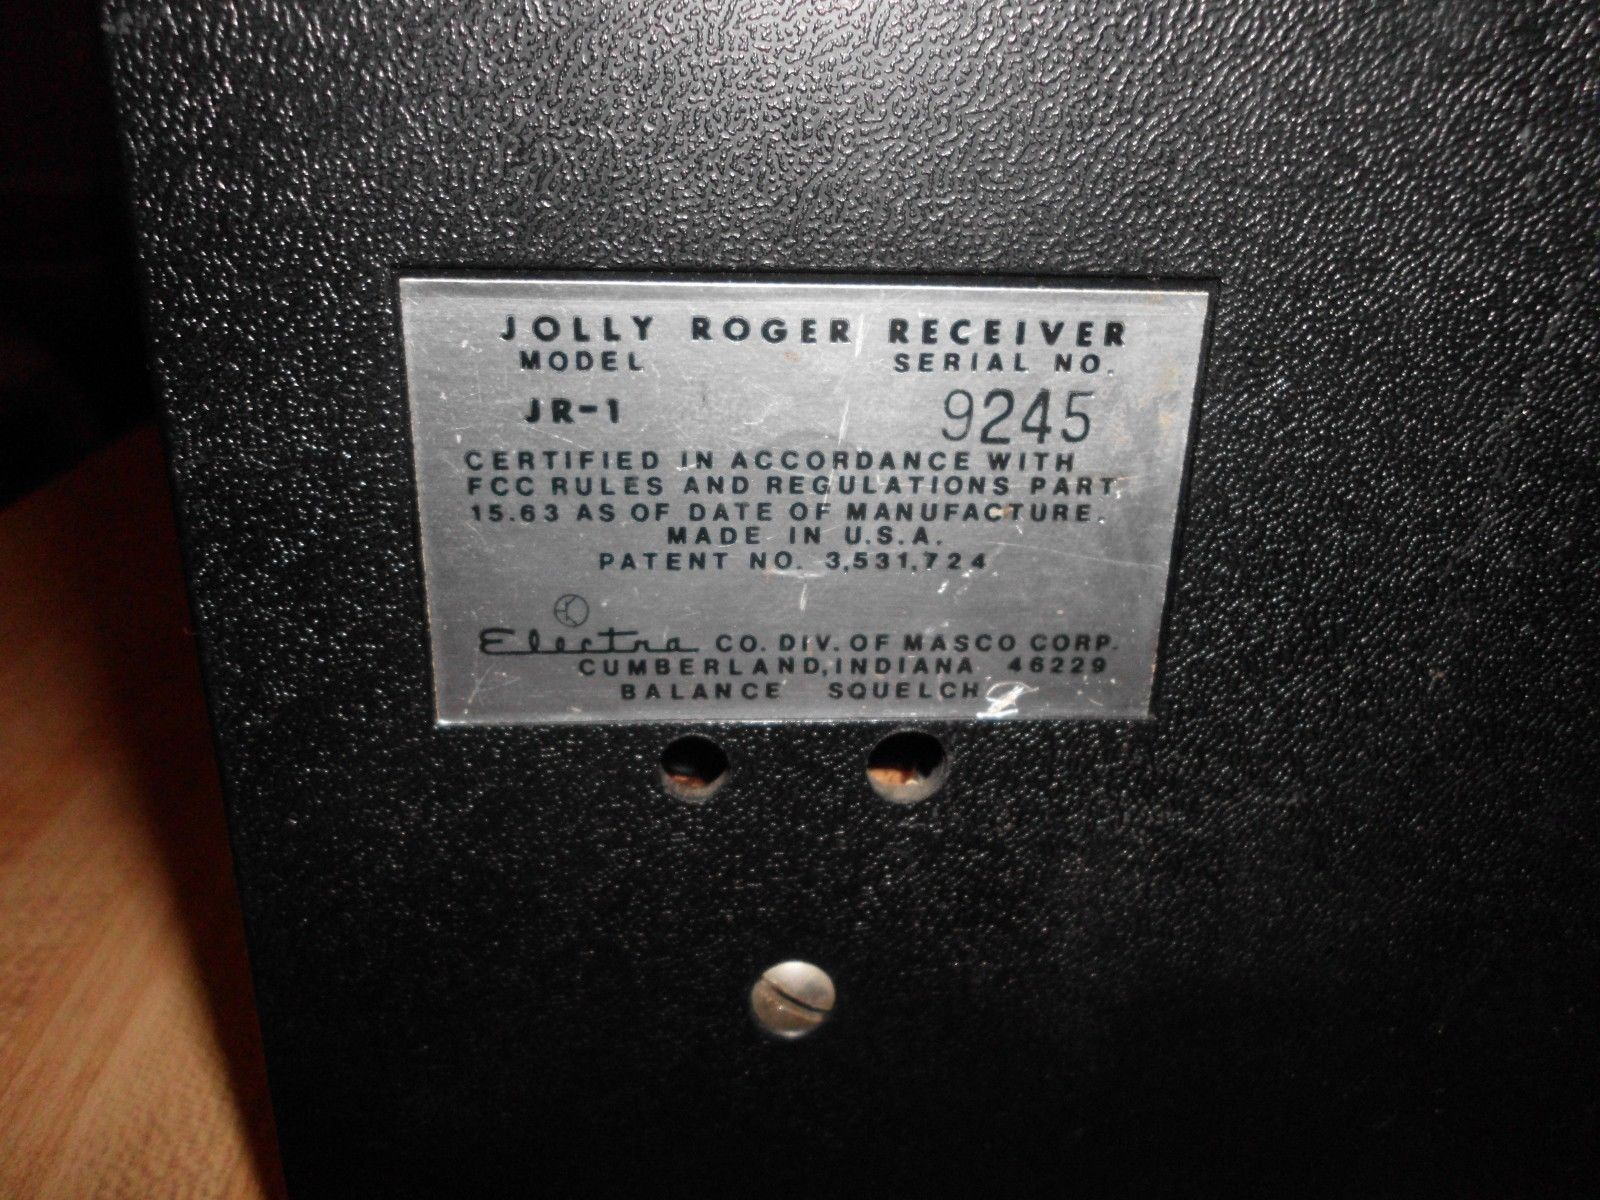 JOLLY ROGER RECEIVER
MODEL SERIAL NO.
JR-1 9245
CERTIFIED IN ACCORDANCE WITH
FCC RULES AND REGULATIONS PART
15.63 AS OF DATE OF MANUFACTURE.
MADE IN U.S.A.
PATENT NO. 3,531,724
Electra CO. DIV. OF MASCO CORP.
CUMBERLAND, INDIANA 46229
BALANCE SQUELCH